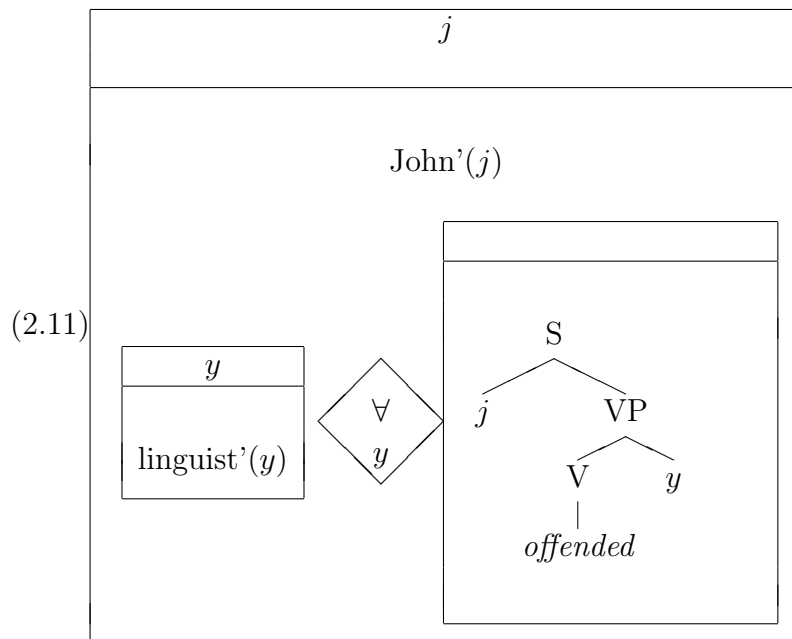 j
John’(j)
(2.11)
S
y
∀
j
VP
linguist’(y)
y
V
y
offended